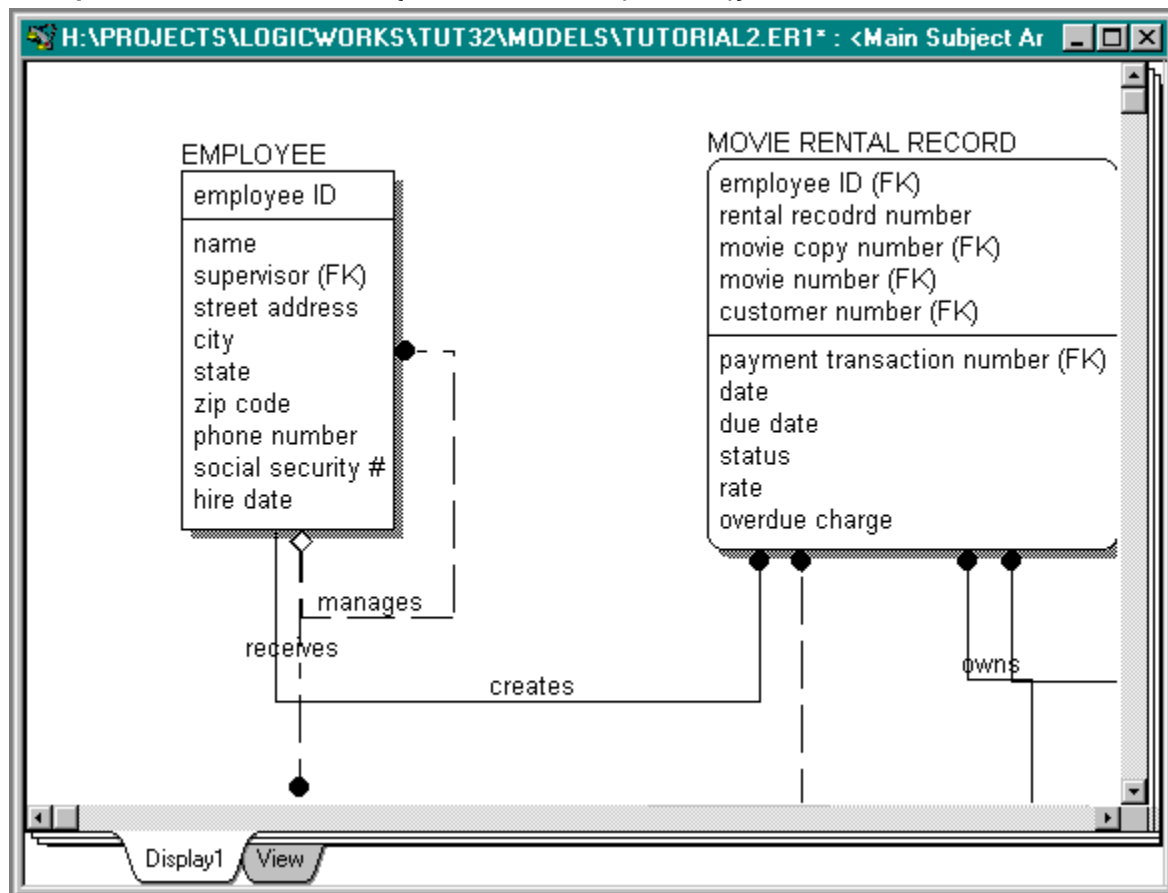 H:\PROJECTS\LOGICWORKS\TUT32\MODELS\TUTORIAL2.ER1* : <Main Subject Ar
EMPLOYEE
employee ID
name
supervisor (FK)
street address
city
state
zip code
phone number
social security #
hire date
MOVIE RENTAL RECORD
employee ID (FK)
rental recodrd number
movie copy number (FK)
movie number (FK)
customer number (FK)
payment transaction number (FK)
date
due date
status
rate
overdue charge
manages
receives
owns
creates
Display1
View